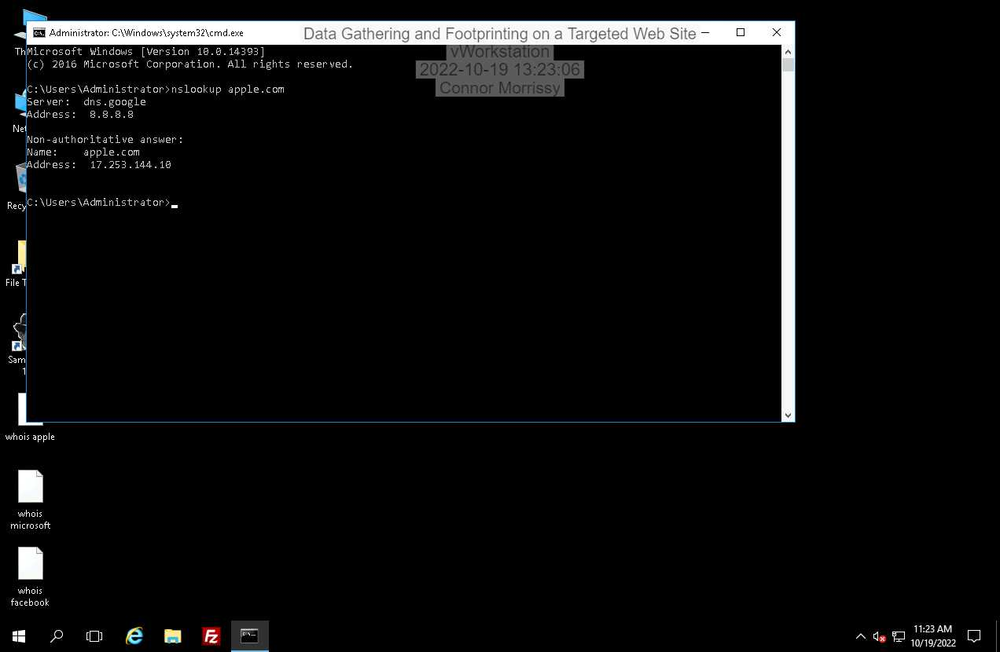 Administrator: C:\Windows\system32\cmd.exe
Data Gathering and Footprinting on a Targeted Web Site
vWorkstation
2022-10-19 13:23:06
Connor Morrissy
Microsoft Windows [Version 10.0.14393]
(c) 2016 Microsoft Corporation. All rights reserved.
C:\Users\Administrator>nslookup apple.com
Server:  dns.google
Address:  8.8.8.8
Non-authoritative answer:
Name:    apple.com
Address:  17.253.144.10
C:\Users\Administrator>
Th
Net
Recy
File T
Sam
1
whois apple
whois
microsoft
whois
facebook
11:23 AM
10/19/2022